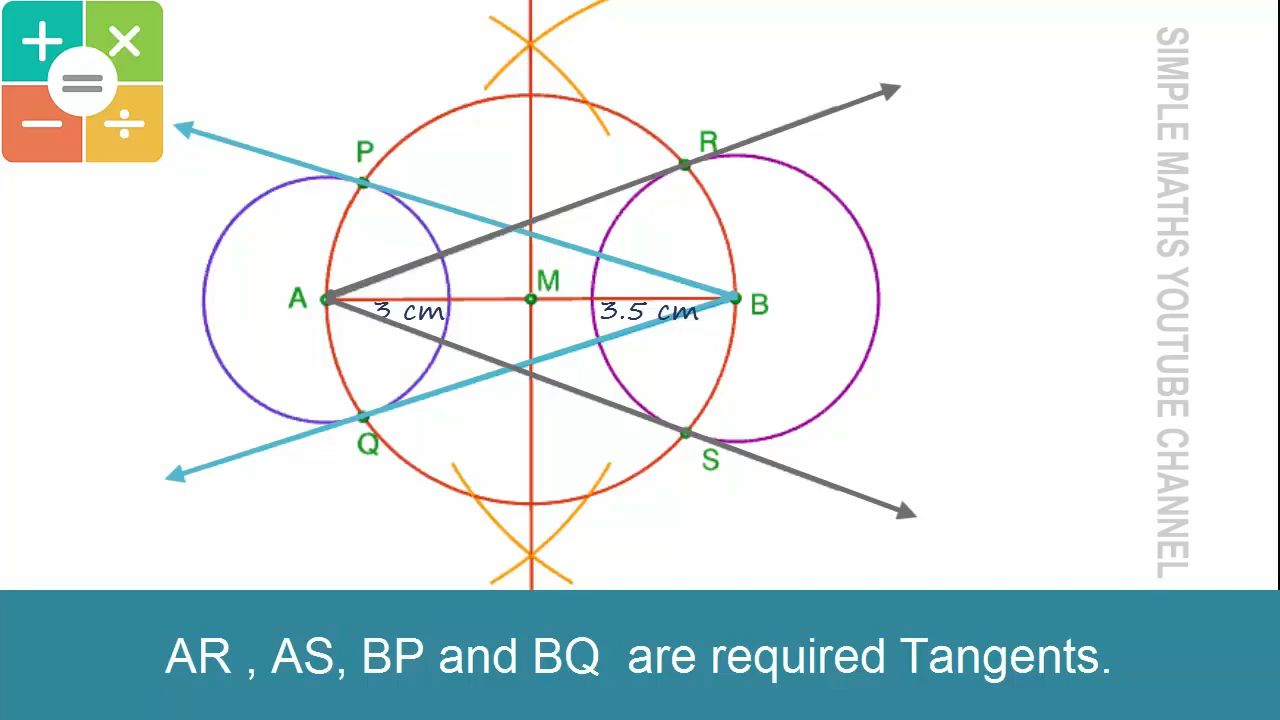 P
R
A
M
B
3 cm
3.5 cm
Q
S
SIMPLE MATHS YOUTUBE CHANNEL
AR , AS, BP and BQ are required Tangents.